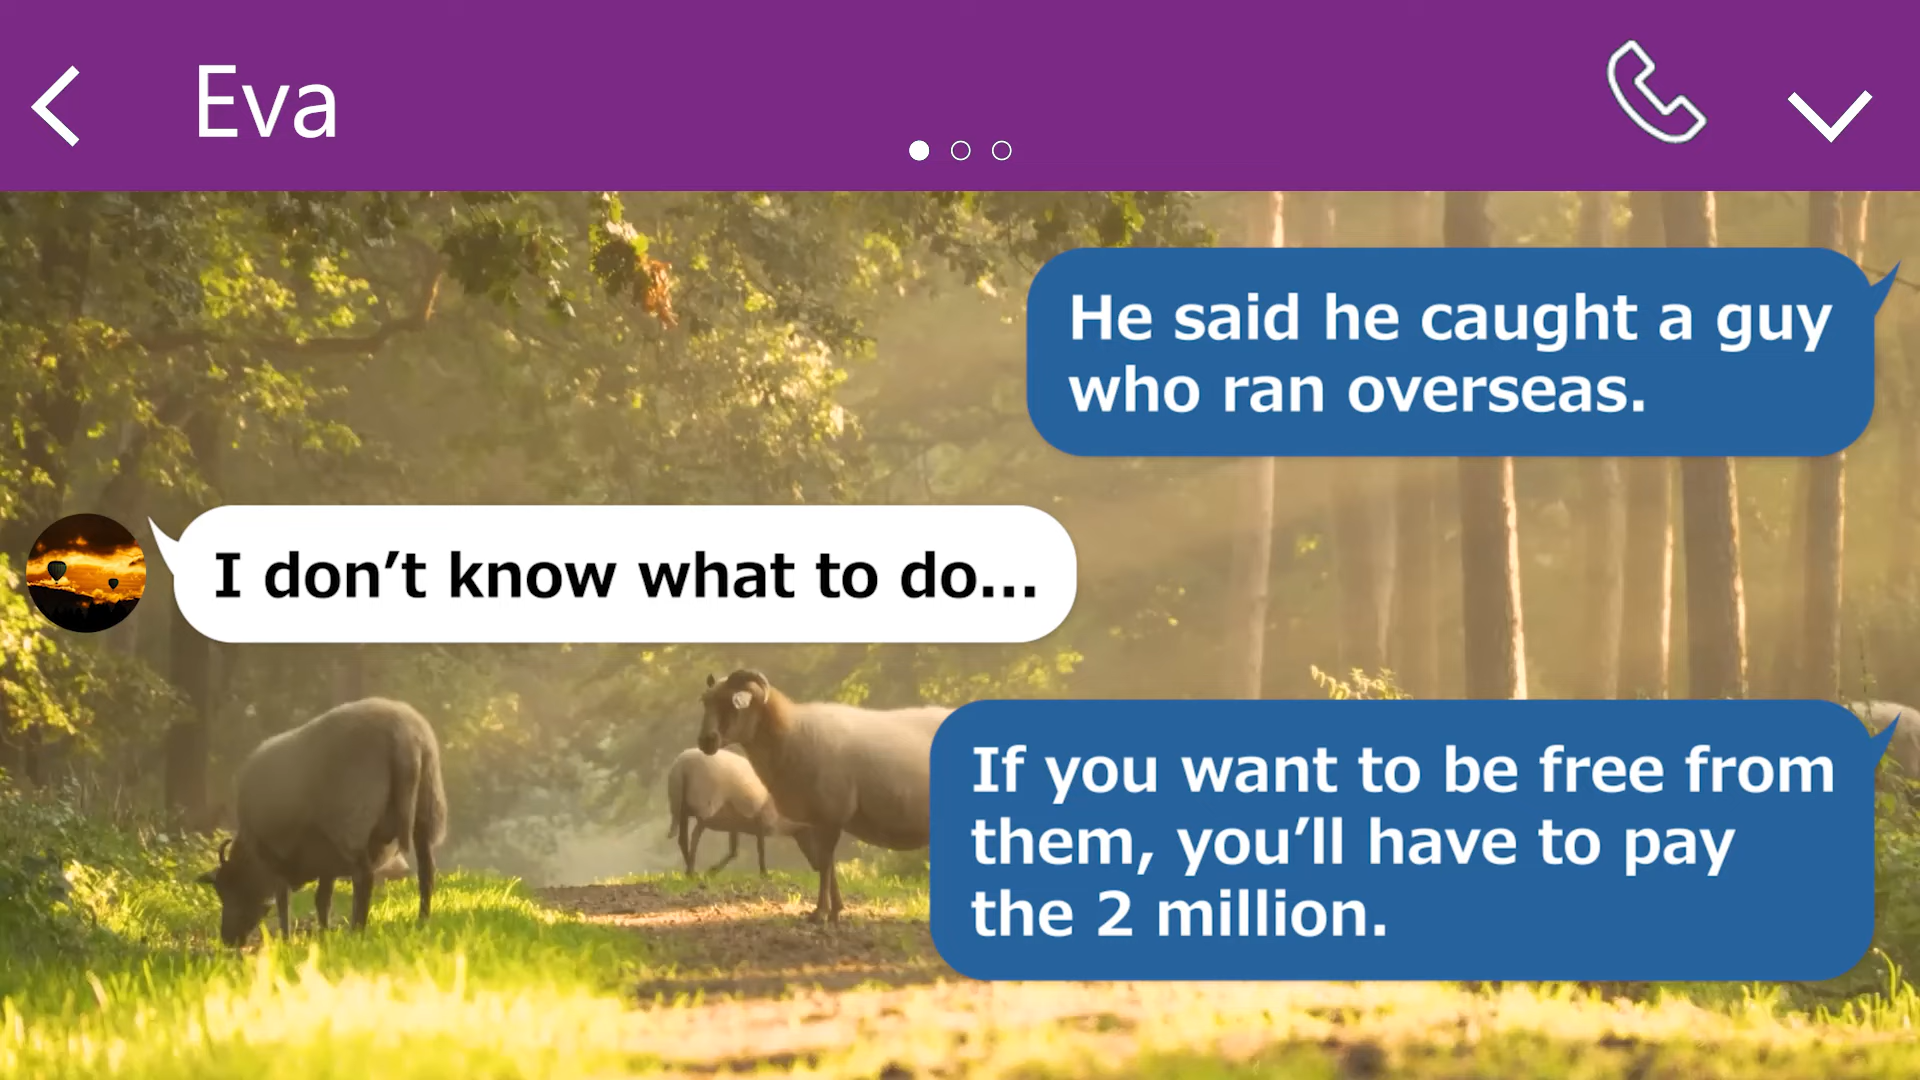 Eva
He said he caught a guy
who ran overseas.
I don’t know what to do...
If you want to be free from
them, you’ll have to pay
the 2 million.